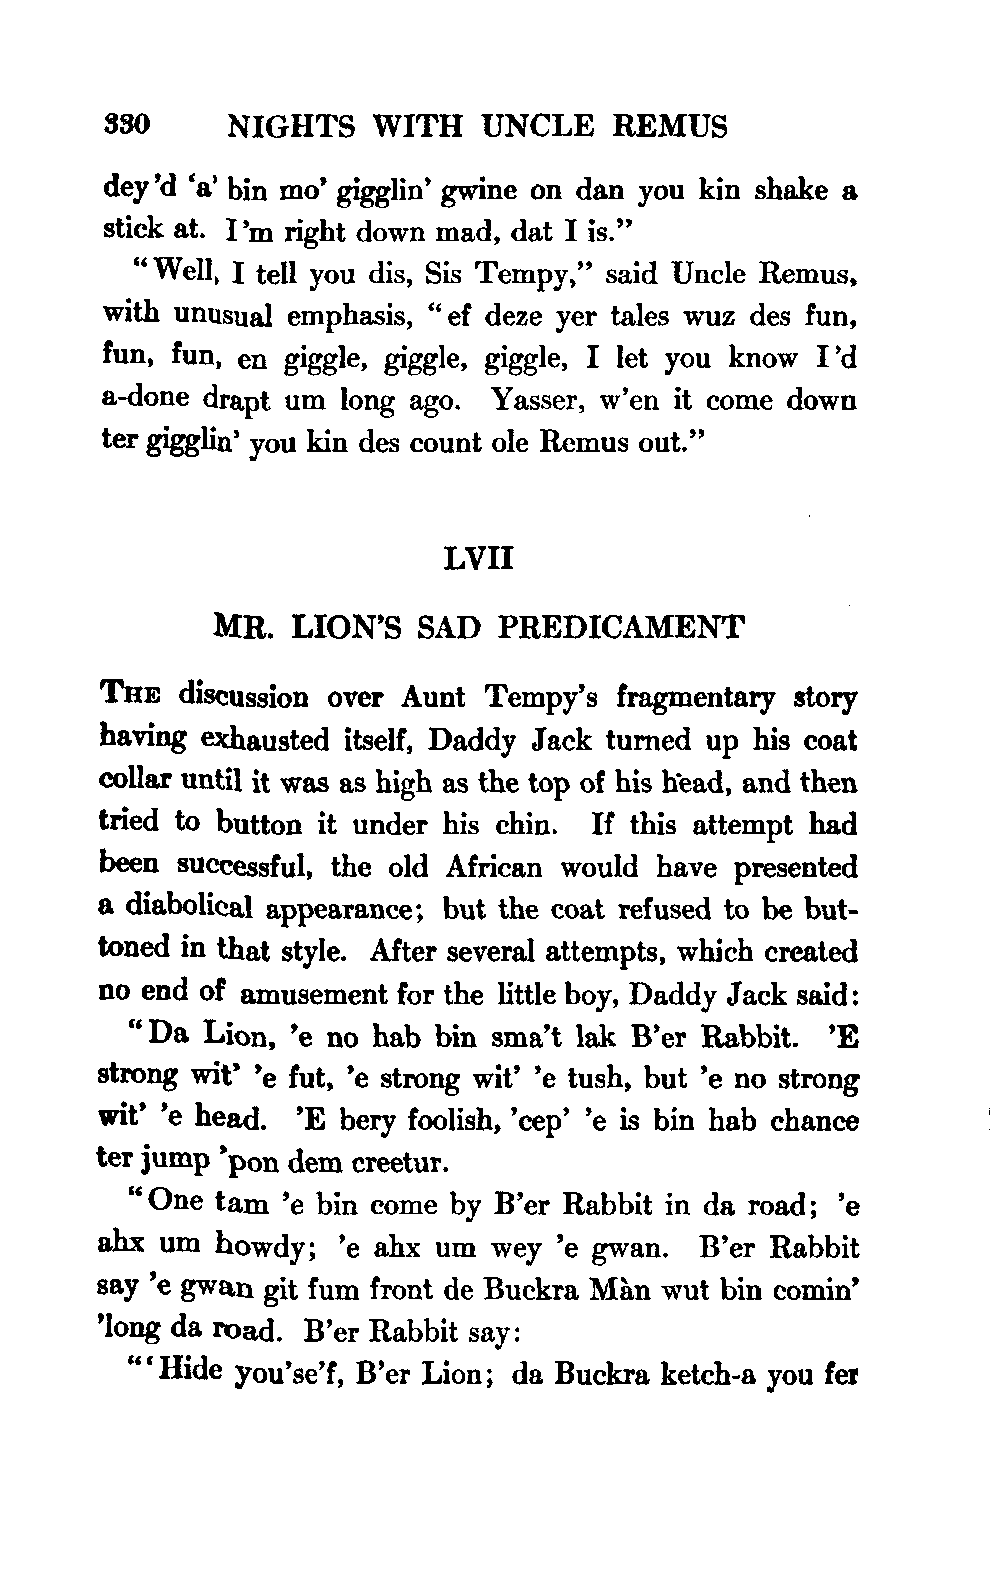 330 NIGHTS WITH UNCLE REMUS
dey'd 'a' bin mo' gigglin' gwine on dan you kin shake a
stick at. I'm right down mad, dat I is."
"Well, I tell you dis, Sis Tempy," said Uncle Remus,
with unusual emphasis, "ef deze yer tales wuz des fun,
fun, fun, en giggle, giggle, giggle, I let you know I'd
a-done drapt um long ago. Yasser, w'en it come down
ter gigglin' you kin des count ole Remus out."
LVII
MR. LION'S SAD PREDICAMENT
THE discussion over Aunt Tempy's fragmentary story
having exhausted itself, Daddy Jack turned up his coat
collar until it was as high as the top of his head, and then
tried to button it under his chin. If this attempt had
been successful, the old African would have presented
a diabolical appearance; but the coat refused to be but-
toned in that style. After several attempts, which created
no end of amusement for the little boy, Daddy Jack said:
"Da Lion, 'e no hab bin sma't lak B'er Rabbit. 'E
strong wit' 'e fut, 'e strong wit' 'e tush, but 'e no strong
wit' 'e head. 'E bery foolish, 'cep' 'e is bin hab chance
ter jump 'pon dem creetur.
"One tam 'e bin come by B'er Rabbit in da road; 'e
ahx um howdy; 'e ahx um wey 'e gwan. B'er Rabbit
say 'e gwan git fum front de Buckra Màn wut bin comin'
'long da road. B'er Rabbit say:
"'Hide you'se'f, B'er Lion; da Buckra ketch-a you fer